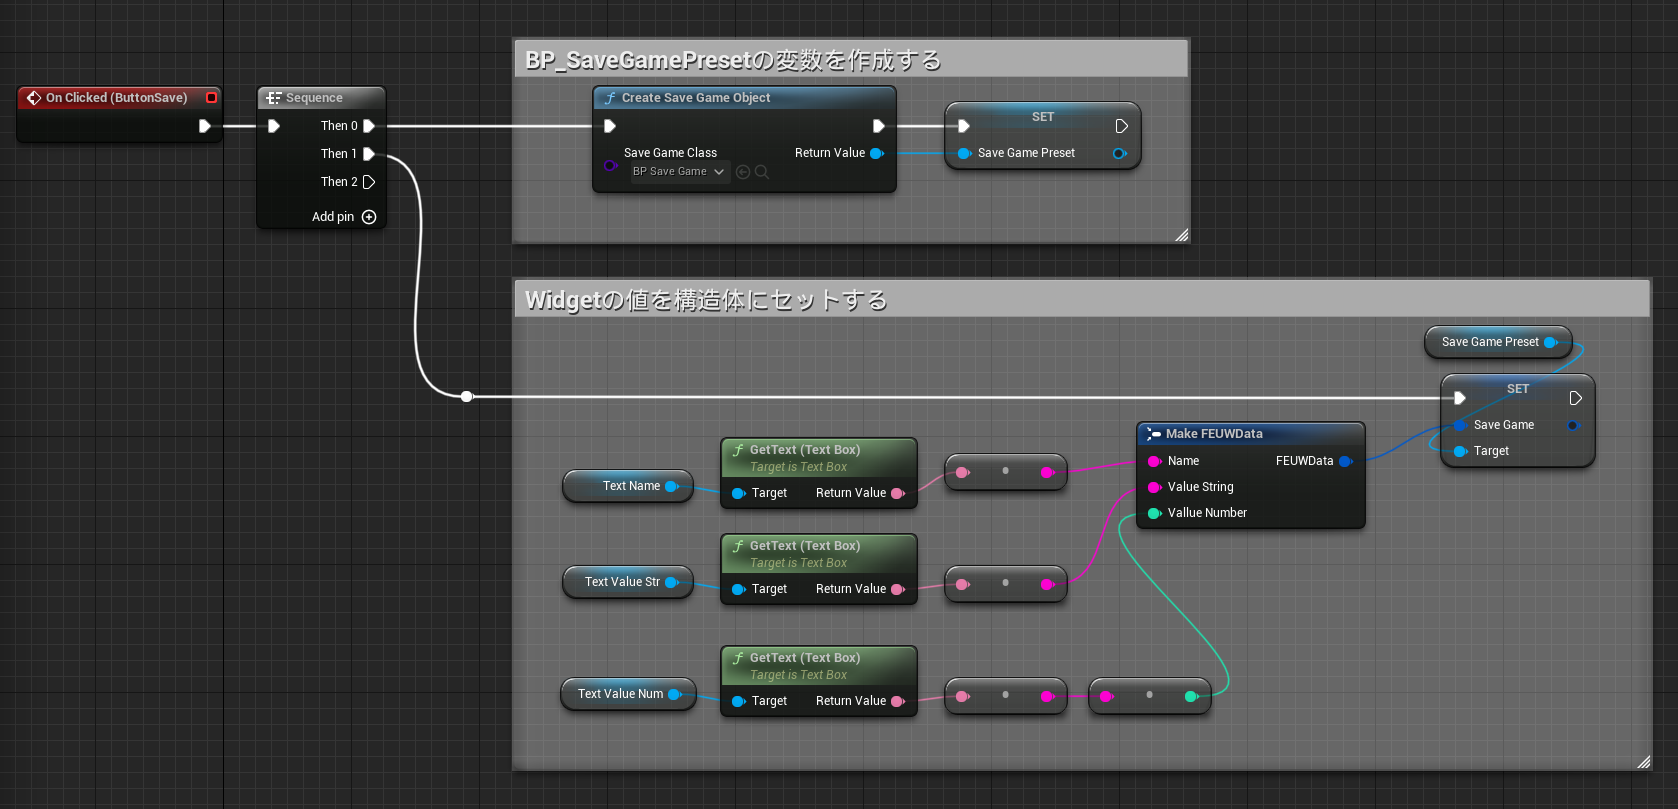 BP_SaveGamePresetの変数を作成する
On Clicked (ButtonSave)
Sequence
Then 0
Then 1
Then 2
Add pin
Create Save Game Object
Save Game Class
BP Save Game
Return Value
SET
Save Game Preset
Widgetの値を構造体にセットする
Save Game Preset
SET
Save Game
Target
Make FEUWData
Name
FEUWData
Value String
Vallue Number
Text Name
GetText (Text Box)
Target is Text Box
Target
Return Value
Text Value Str
GetText (Text Box)
Target is Text Box
Target
Return Value
Text Value Num
GetText (Text Box)
Target is Text Box
Target
Return Value